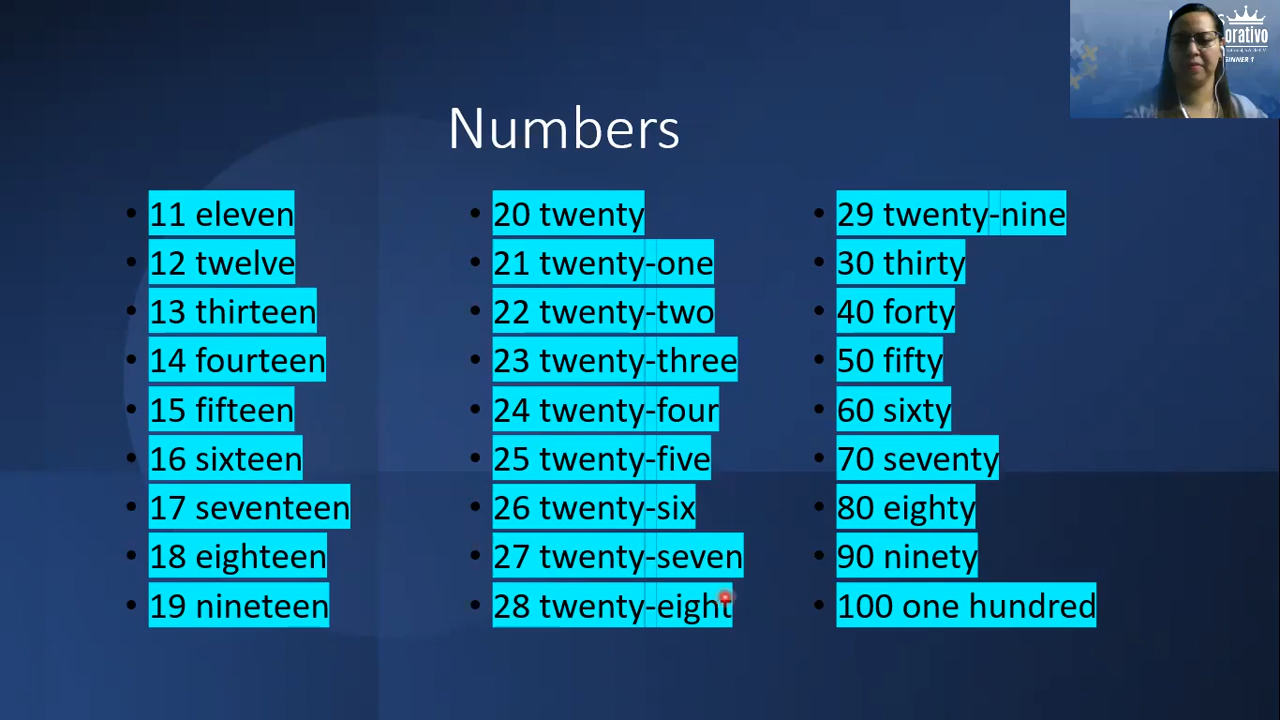 orativo
Numbers
11 eleven
12 twelve
13 thirteen
14 fourteen
15 fifteen
16 sixteen
17 seventeen
18 eighteen
19 nineteen
20 twenty
21 twenty-one
22 twenty-two
23 twenty-three
24 twenty-four
25 twenty-five
26 twenty-six
27 twenty-seven
28 twenty-eight
29 twenty-nine
30 thirty
40 forty
50 fifty
60 sixty
70 seventy
80 eighty
90 ninety
100 one hundred